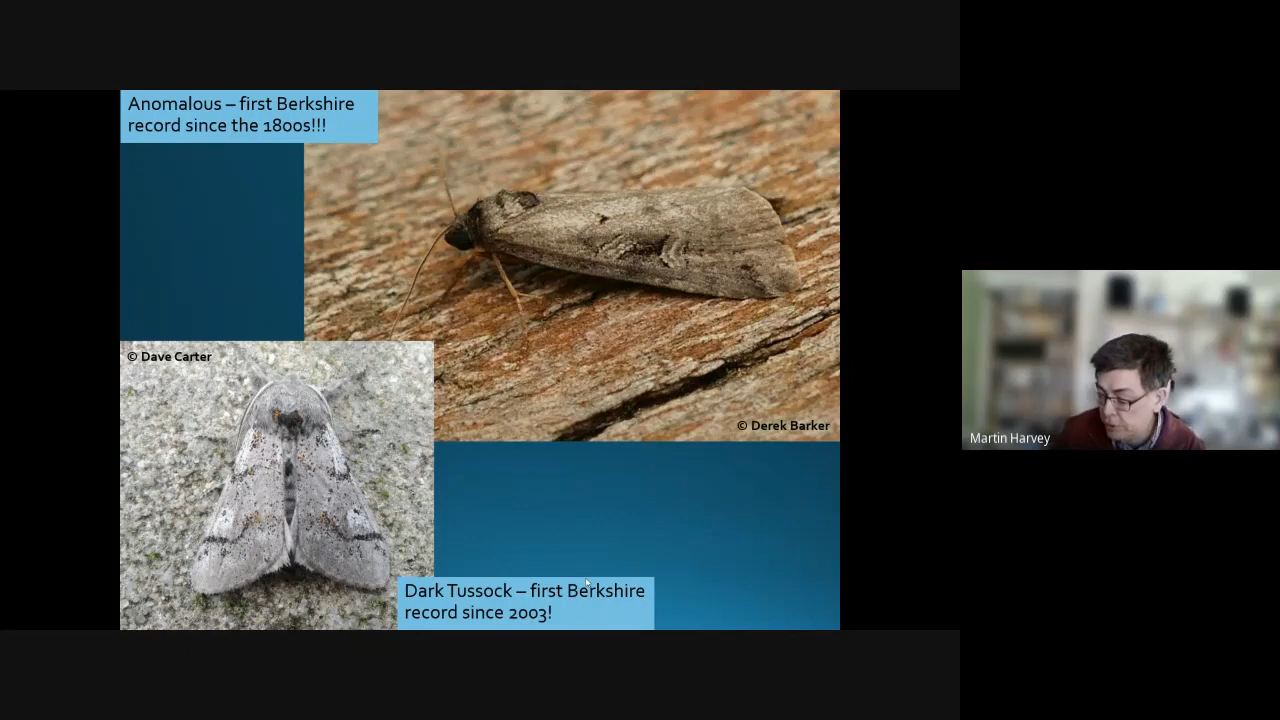 Anomalous – first Berkshire
record since the 1800s!!!
© Dave Carter
© Derek Barker
Martin Harvey
Dark Tussock – first Berkshire
record since 2003!